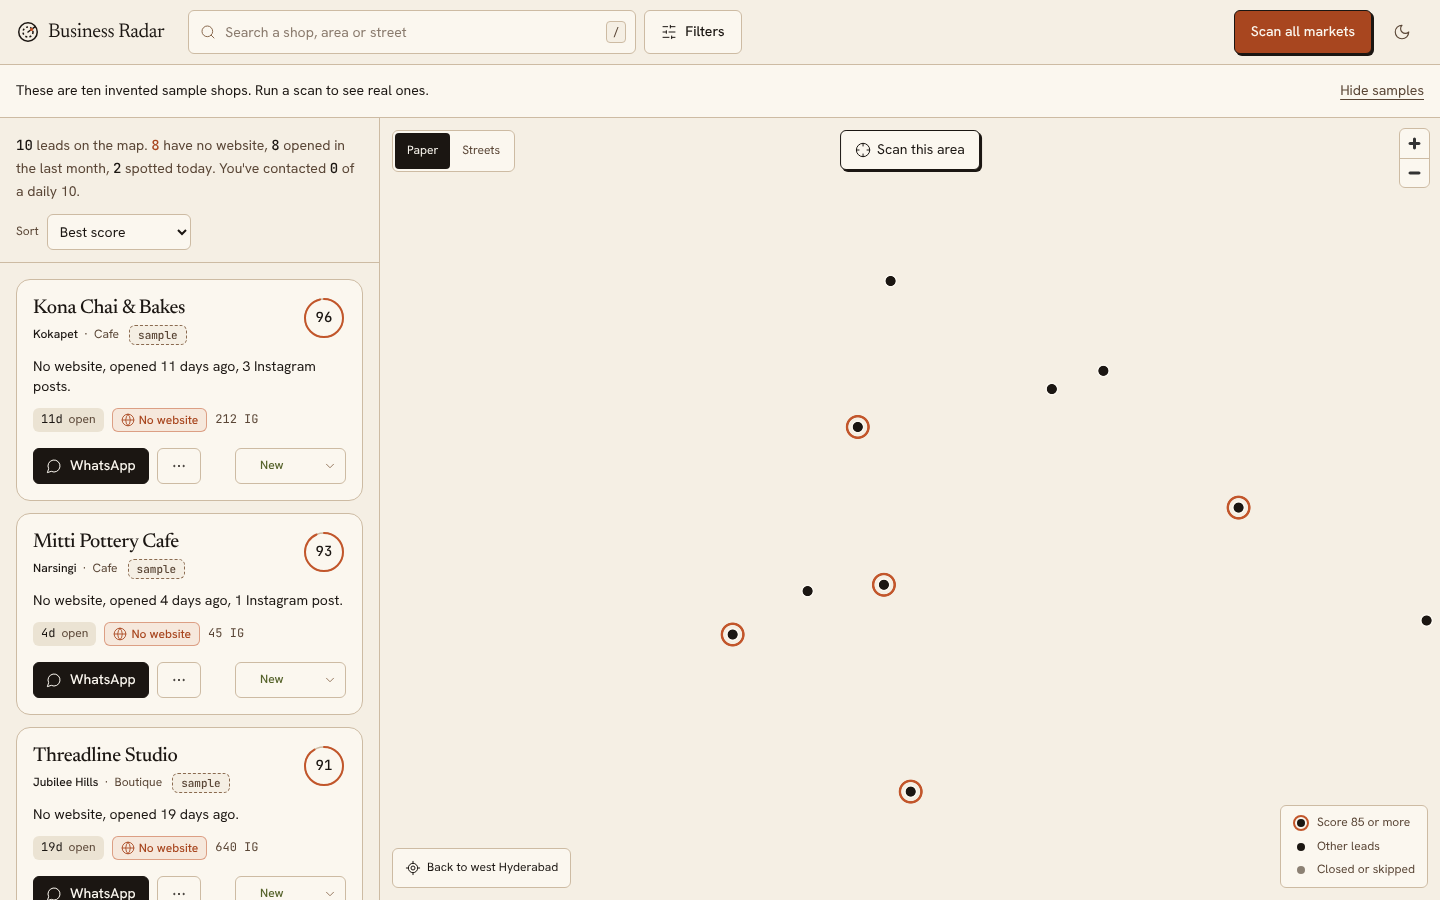 Business Radar
Search a shop, area or street
/
Filters
Scan all markets
These are ten invented sample shops. Run a scan to see real ones.
Hide samples
10 leads on the map. 8 have no website, 8 opened in
the last month, 2 spotted today. You've contacted 0 of
a daily 10.
Sort
Best score
Kona Chai & Bakes
96
Kokapet · Cafe
sample
No website, opened 11 days ago, 3 Instagram
posts.
11d open
No website
212 IG
WhatsApp
...
New
Mitti Pottery Cafe
93
Narsingi · Cafe
sample
No website, opened 4 days ago, 1 Instagram post.
4d open
No website
45 IG
WhatsApp
...
New
Threadline Studio
91
Jubilee Hills · Boutique
sample
No website, opened 19 days ago.
19d open
No website
640 IG
WhatsApp
New
Paper
Streets
Scan this area
+
−
Back to west Hyderabad
Score 85 or more
Other leads
Closed or skipped